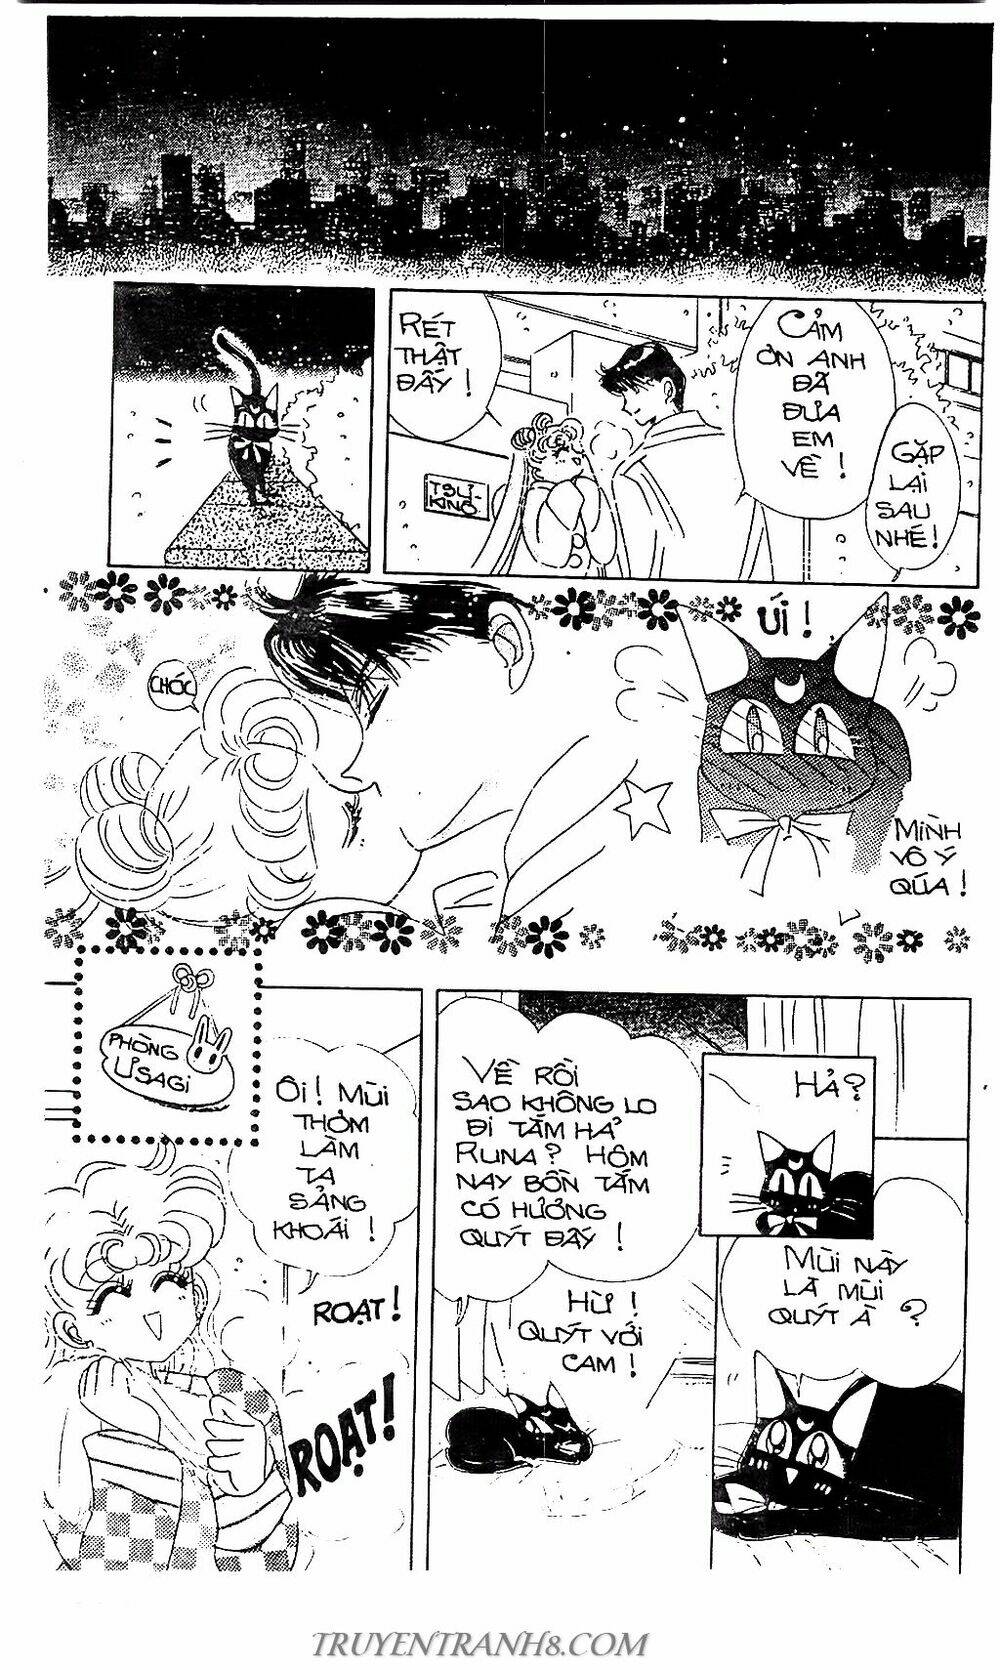 RÉT
THẬT
ĐẤY!
CẢM
ƠN ANH
ĐÃ
ĐƯA
EM
VỀ!
GẶP
LẠI
SAU
NHÉ!
TSƯ-
KINÔ
CHÓC
ÚI!
MÌNH
VÔ Ý
QÚA!
PHÒNG
ƯSAGI
ÔI! MÙI
THƠM
LÀM
TA
SẢNG
KHOÁI!
ROẠT!
ROẠT!
VỀ RỒI
SAO KHÔNG LO
ĐI TẮM HẢ
RUNA? HÔM
NAY BỒN TẮM
CÓ HƯƠNG
QUÝT ĐẤY!
HỪ!
QUÝT VỚI
CAM!
HẢ?
MÙI NÀY
LÀ MÙI
QUÝT À?
TRUYENTRANH8.COM